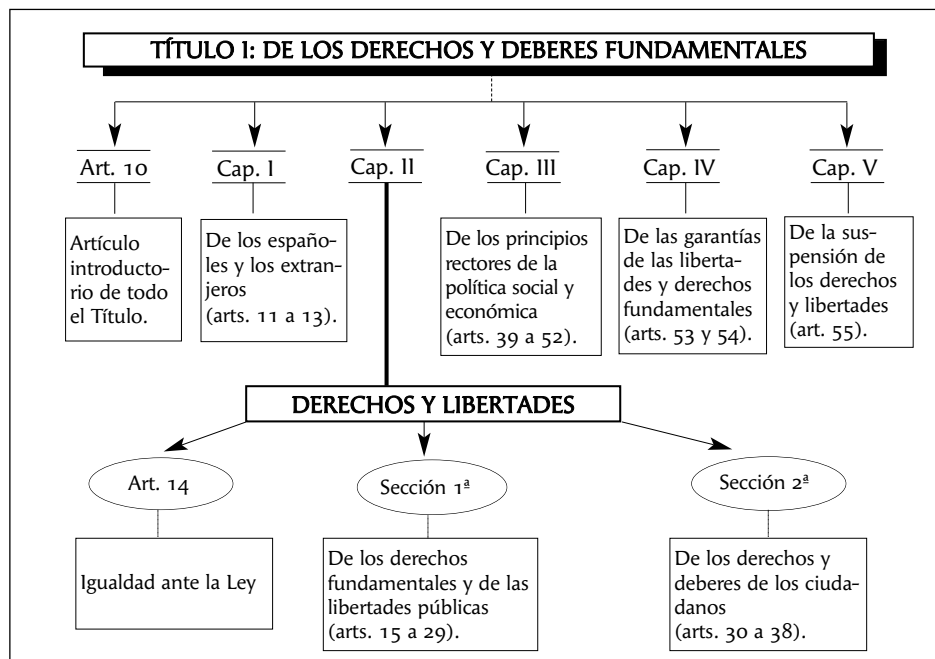 TÍTULO I: DE LOS DERECHOS Y DEBERES FUNDAMENTALES
Art. 10
Cap. I
Cap. II
Cap. III
Cap. IV
Cap. V
Artículo
introducto-
rio de todo
el Título.
De los españo-
les y los extran-
jeros
(arts. 11 a 13).
De los principios
rectores de la
política social y
económica
(arts. 39 a 52).
De las garantías
de las liberta-
des y derechos
fundamentales
(arts. 53 y 54).
De la sus-
pensión de
los derechos
y libertades
(art. 55).
DERECHOS Y LIBERTADES
Art. 14
Sección 1ª
Sección 2ª
Igualdad ante la Ley
De los derechos
fundamentales y de las
libertades públicas
(arts. 15 a 29).
De los derechos y
deberes de los ciuda-
danos
(arts. 30 a 38).